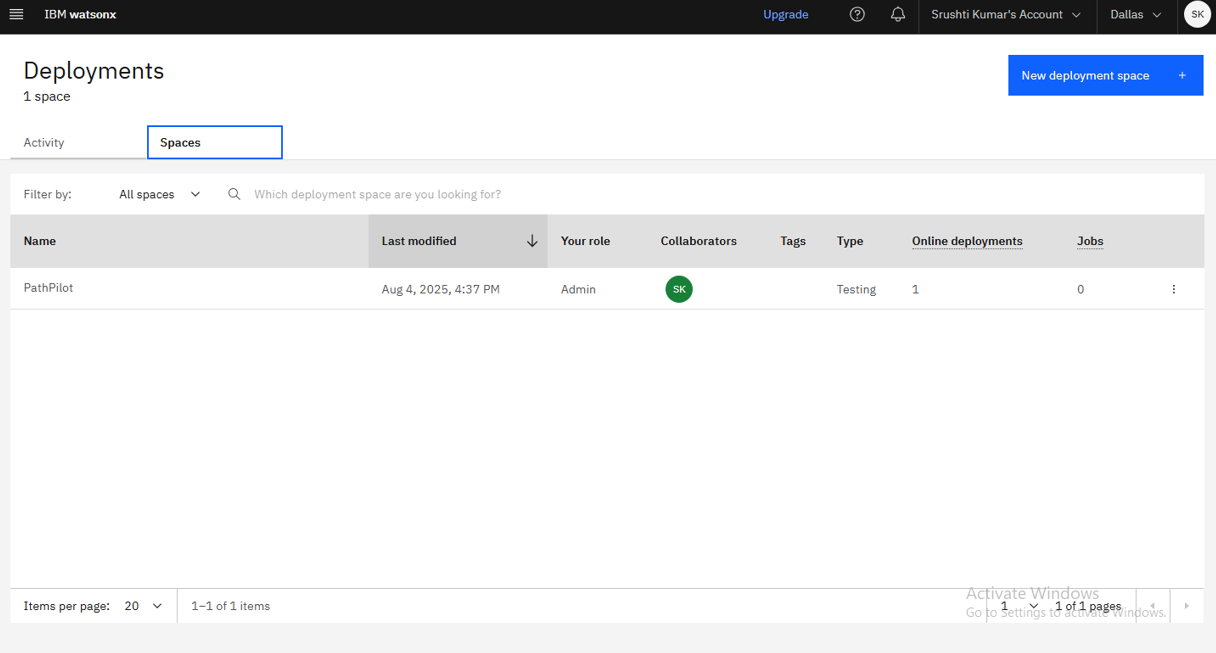 IBM watsonx
Upgrade
Srushti Kumar's Account
Dallas
SK
Deployments
1 space
New deployment space +
Activity
Spaces
Filter by:
All spaces
Which deployment space are you looking for?
Name
Last modified
Your role
Collaborators
Tags
Type
Online deployments
Jobs
PathPilot
Aug 4, 2025, 4:37 PM
Admin
SK
Testing
1
0
Items per page: 20
1–1 of 1 items
1
1 of 1 pages
Activate Windows
Go to Settings to activate Windows.